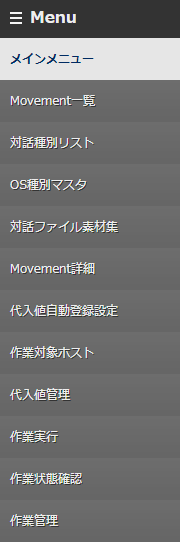 Menu
メインメニュー
Movement一覧
対話種別リスト
OS種別マスタ
対話ファイル素材集
Movement詳細
代入値自動登録設定
作業対象ホスト
代入値管理
作業実行
作業状態確認
作業管理